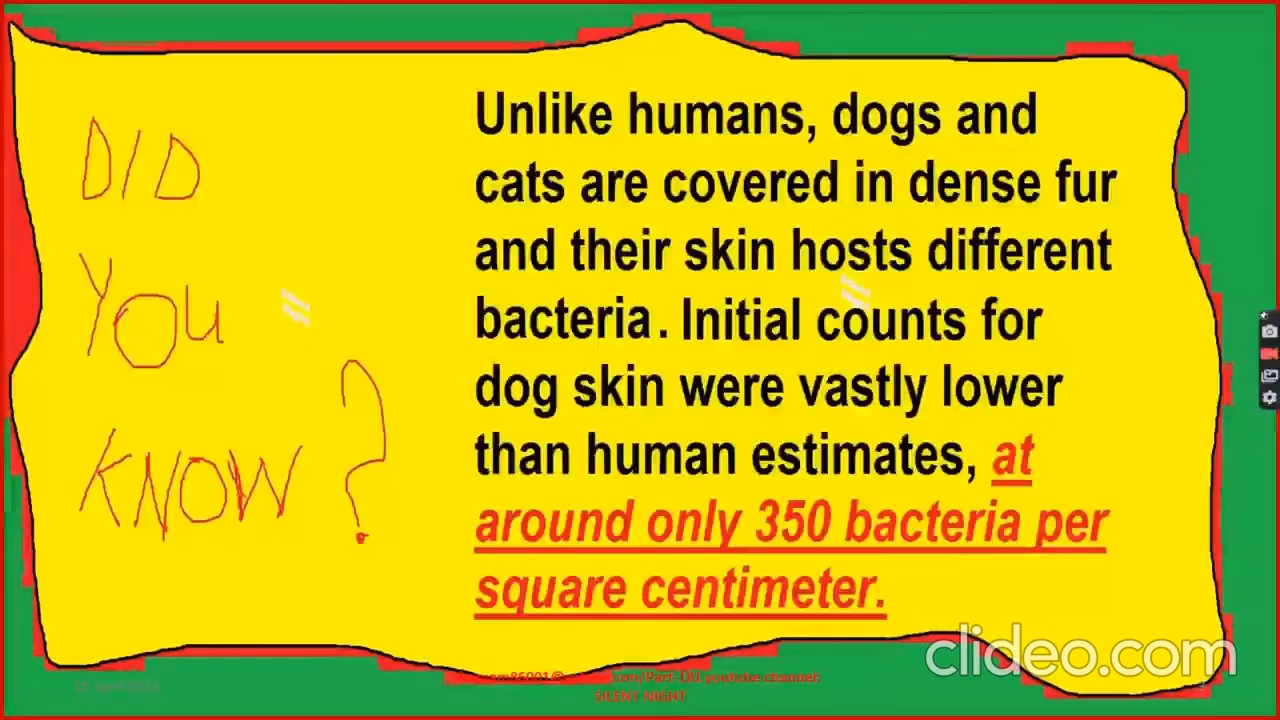 DID
YOU
KNOW ?
Unlike humans, dogs and
cats are covered in dense fur
and their skin hosts different
bacteria. Initial counts for
dog skin were vastly lower
than human estimates, at
around only 350 bacteria per
square centimeter.
clideo.com
SILENT NIGHT